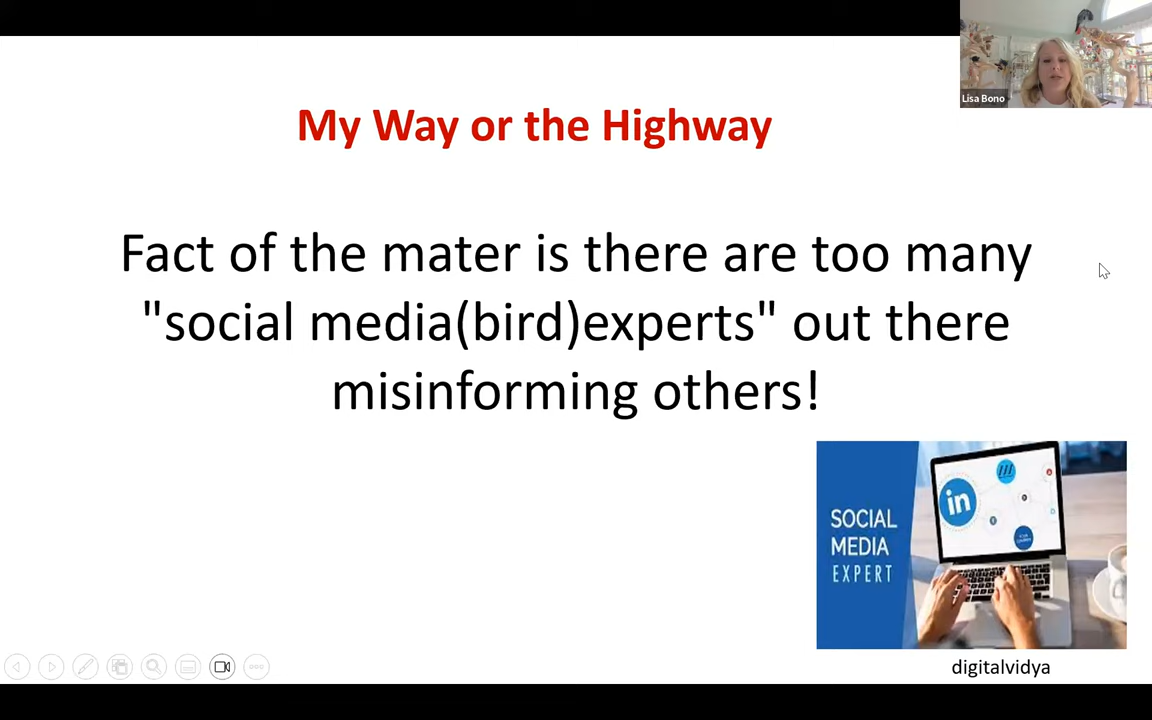 Lisa Bono
My Way or the Highway
Fact of the mater is there are too many
"social media(bird)experts" out there
misinforming others!
SOCIAL
MEDIA
EXPERT
in
digitalvidya